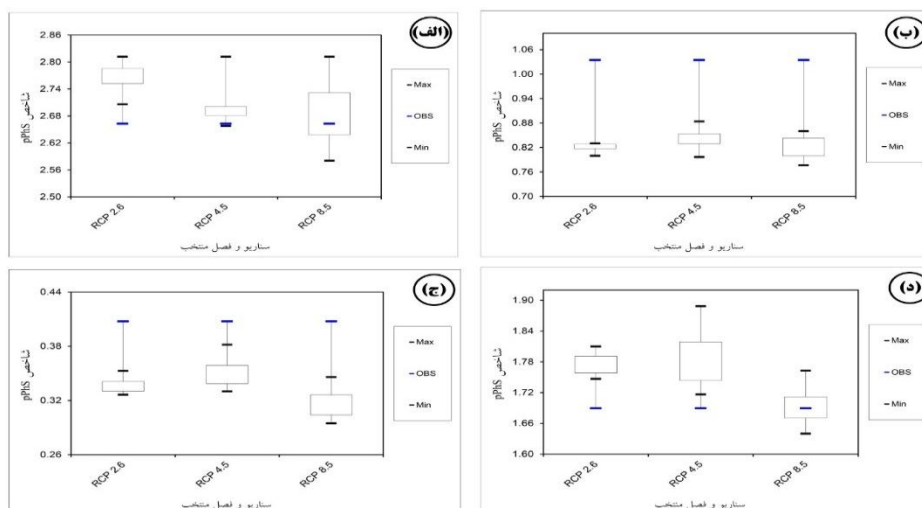 (الف)
2.86
2.80
2.74
2.68
2.62
2.56
2.50
شاخص pPhS
RCP 2.6
RCP 4.5
RCP 8.5
سناریو و فصل منتخب
Max
OBS
Min
(ب)
1.06
1.00
0.94
0.88
0.82
0.76
0.70
شاخص pPhS
RCP 2.6
RCP 4.5
RCP 8.5
سناریو و فصل منتخب
Max
OBS
Min
(ج)
0.44
0.38
0.32
0.26
شاخص pPhS
RCP 2.6
RCP 4.5
RCP 8.5
سناریو و فصل منتخب
Max
OBS
Min
(د)
1.90
1.84
1.78
1.72
1.66
1.60
شاخص pPhS
RCP 2.6
RCP 4.5
RCP 8.5
سناریو و فصل منتخب
Max
OBS
Min